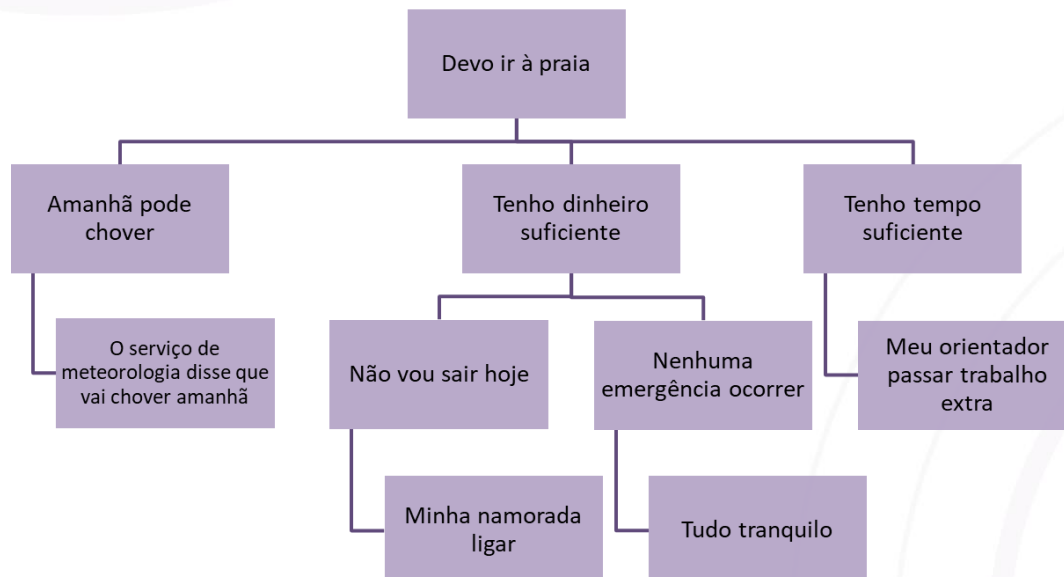 Devo ir à praia
Amanhã pode
chover
Tenho dinheiro
suficiente
Tenho tempo
suficiente
O serviço de
meteorologia disse que
vai chover amanhã
Não vou sair hoje
Nenhuma
emergência ocorrer
Meu orientador
passar trabalho
extra
Minha namorada
ligar
Tudo tranquilo